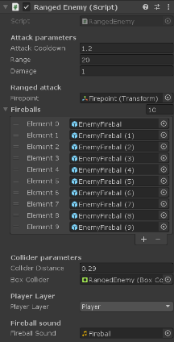 Ranged Enemy (Script)
Script RangedEnemy
Attack parameters
Attack Cooldown 1.2
Range 20
Damage 1
Ranged attack
Firepoint Firepoint (Transform)
Fireballs 10
Element 0 EnemyFireball
Element 1 EnemyFireball (1)
Element 2 EnemyFireball (2)
Element 3 EnemyFireball (3)
Element 4 EnemyFireball (4)
Element 5 EnemyFireball (5)
Element 6 EnemyFireball (6)
Element 7 EnemyFireball (7)
Element 8 EnemyFireball (8)
Element 9 EnemyFireball (9)
+ −
Collider parameters
Collider Distance 0.29
Box Collider RangedEnemy (Box Co
Player Layer
Player Layer Player
Fireball sound
Fireball Sound Fireball